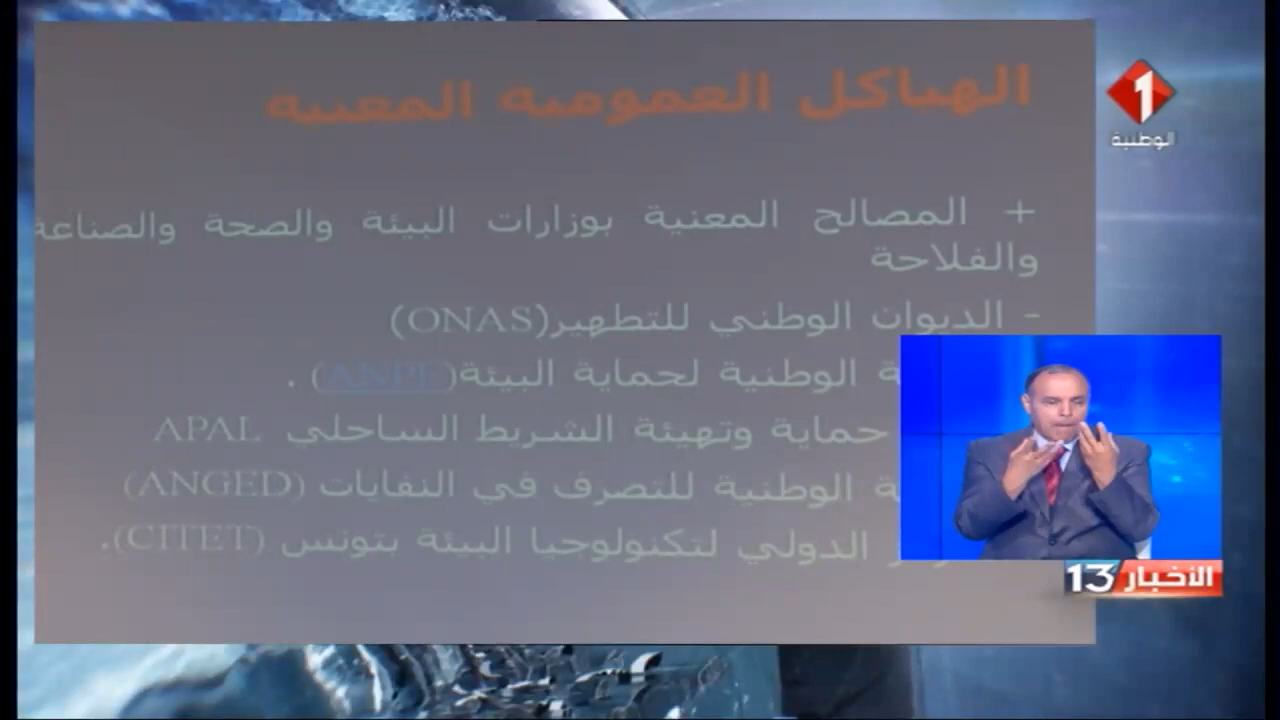 الهياكل العمومية المعنية
+ المصالح المعنية بوزارات البيئة والصحة والصناعة
والفلاحة
- الديوان الوطني للتطهير(ONAS)
الوطنية لحماية البيئة(ANPE) .
حماية وتهيئة الشريط الساحلي APAL
الوطنية للتصرف في النفايات (ANGED)
الدولي لتكنولوجيا البيئة بتونس (CITET).
1
الوطنية
الأخبار 13